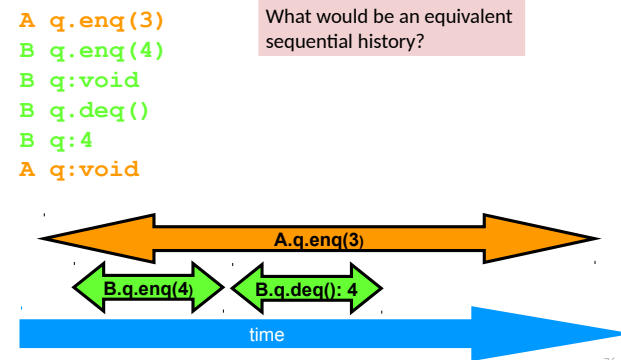 A q.enq(3)
B q.enq(4)
B q:void
B q.deq()
B q:4
A q:void
What would be an equivalent
sequential history?
A.q.enq(3)
B.q.enq(4)
B.q.deq(): 4
time